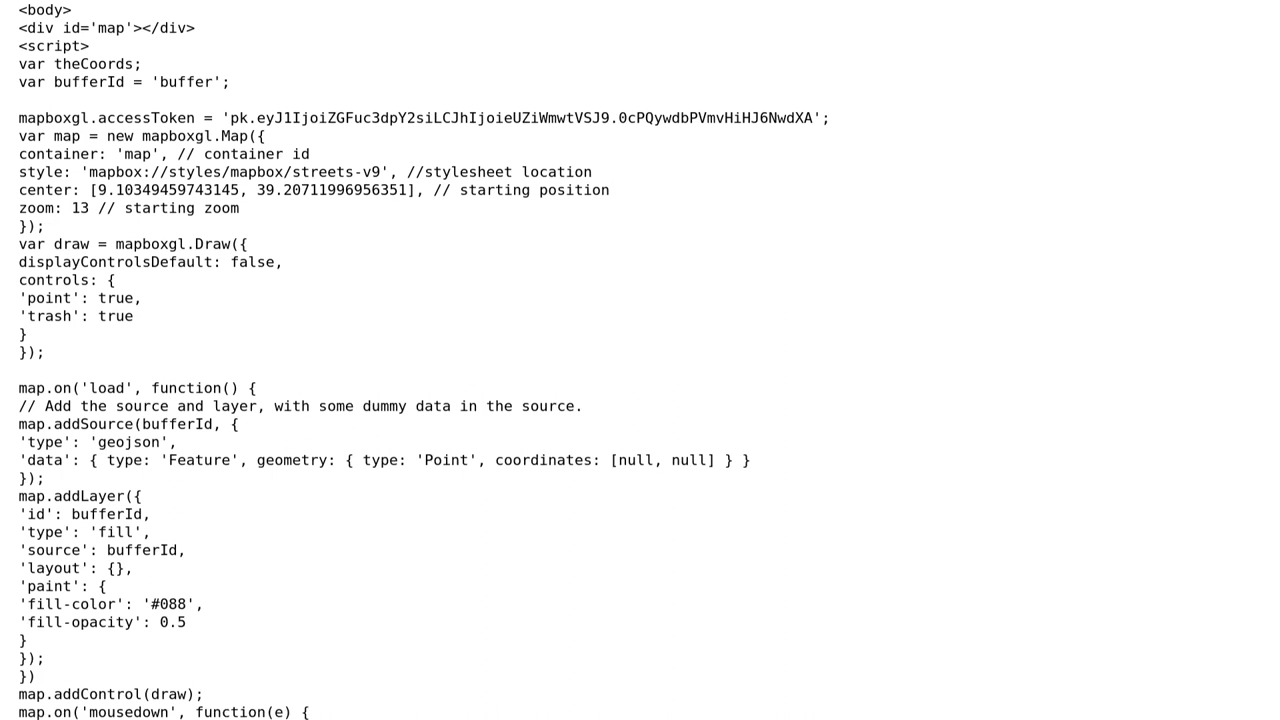 <body>
<div id='map'></div>
<script>
var theCoords;
var bufferId = 'buffer';
mapboxgl.accessToken = 'pk.eyJ1IjoiZGFuc3dpY2siLCJhIjoieUZiWmwtVSJ9.0cPQywdbPVmvHiHJ6NwdXA';
var map = new mapboxgl.Map({
container: 'map', // container id
style: 'mapbox://styles/mapbox/streets-v9', //stylesheet location
center: [9.10349459743145, 39.20711996956351], // starting position
zoom: 13 // starting zoom
});
var draw = mapboxgl.Draw({
displayControlsDefault: false,
controls: {
'point': true,
'trash': true
}
});
map.on('load', function() {
// Add the source and layer, with some dummy data in the source.
map.addSource(bufferId, {
'type': 'geojson',
'data': { type: 'Feature', geometry: { type: 'Point', coordinates: [null, null] } }
});
map.addLayer({
'id': bufferId,
'type': 'fill',
'source': bufferId,
'layout': {},
'paint': {
'fill-color': '#088',
'fill-opacity': 0.5
}
});
})
map.addControl(draw);
map.on('mousedown', function(e) {